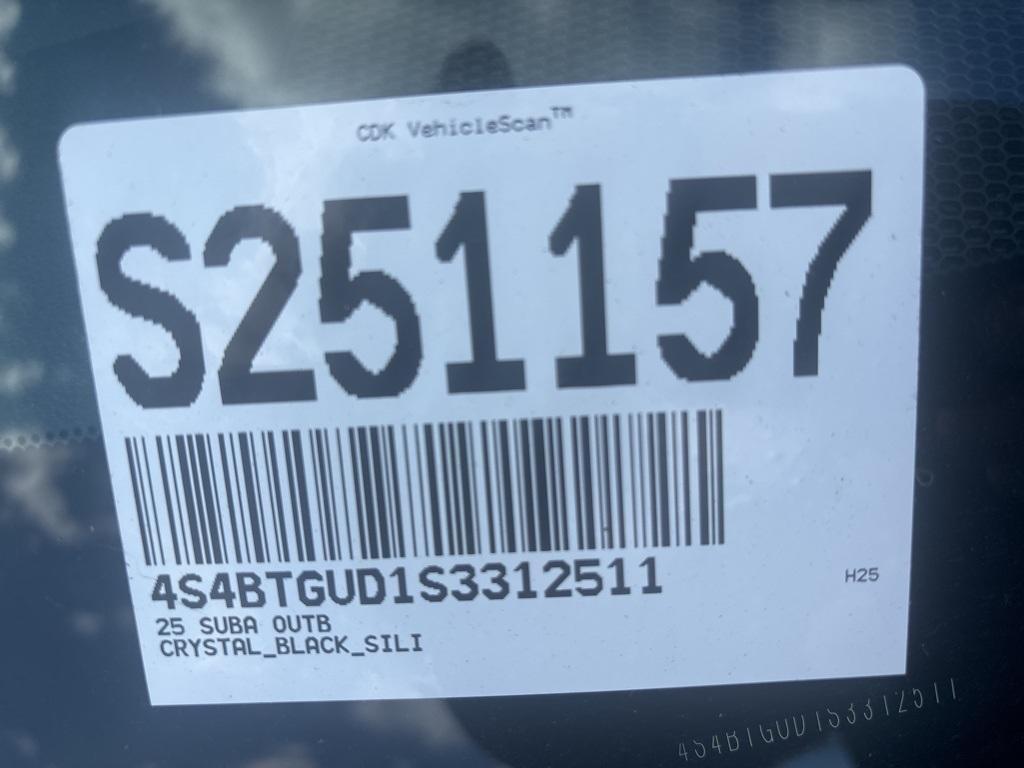 CDK VehicleScan™
S251157
4S4BTGUD1S3312511
H25
25 SUBA OUTB
CRYSTAL_BLACK_SILI
4S4BTGUD1S3312511